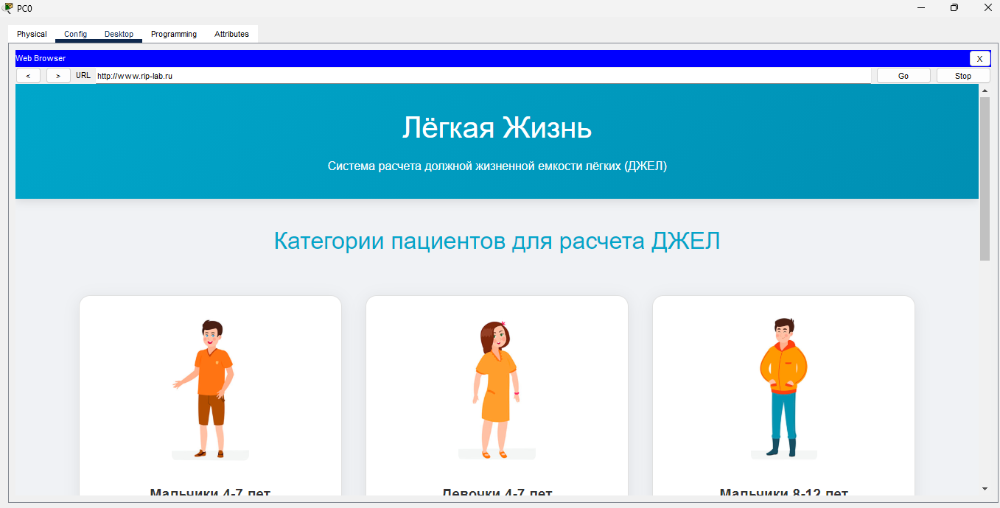 PC0
Physical Config Desktop Programming Attributes
Web Browser X
< > URL http://www.rip-lab.ru Go Stop
Лёгкая Жизнь
Система расчета должной жизненной емкости лёгких (ДЖЕЛ)
Категории пациентов для расчета ДЖЕЛ
Мальчики 4-7 лет Девочки 4-7 лет Мальчики 8-12 лет